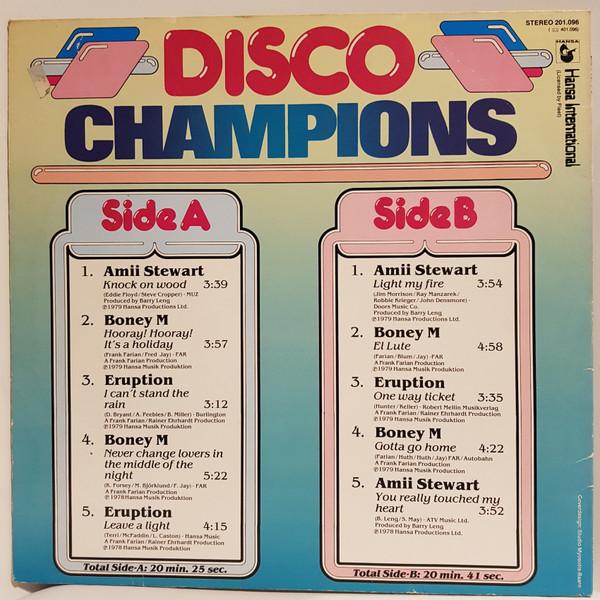 STEREO 201.096
401.096)
DISCO
CHAMPIONS
HANSA
Hansa International
(Licensed by Fleet)
Side A
1. Amii Stewart
Knock on wood 3:39
(Eddie Floyd/Steve Cropper) · MUZ
Produced by Barry Leng
℗1979 Hansa Productions Ltd.
2. Boney M
Hooray! Hooray!
It's a holiday 3:57
(Frank Farian/Fred Jay) · FAR
A Frank Farian Production
℗1979 Hansa Musik Produktion
3. Eruption
I can't stand the
rain 3:12
(D. Bryant/A. Peebles/B. Miller) · Burlington
A Frank Farian/Rainer Ehrhardt Production
℗1979 Hansa Musik Produktion
4. Boney M
Never change lovers in
the middle of the
night 5:22
(K. Forsey/M. Björklund/F. Jay) · FAR
A Frank Farian Production
℗1978 Hansa Musik Produktion
5. Eruption
Leave a light 4:15
(Terri/McFaddin/L. Caston) · Hansa Music
A Frank Farian/Rainer Ehrhardt Production
℗1978 Hansa Musik Produktion
Total Side-A: 20 min. 25 sec.
Side B
1. Amii Stewart
Light my fire 3:54
(Jim Morrison/Ray Manzarek/
Robbie Krieger/John Densmore) ·
Doors Music Co.
Produced by Barry Leng
℗1979 Hansa Productions Ltd.
2. Boney M
El Lute 4:58
(Farian/Blum/Jay) · FAR
A Frank Farian Production
℗1979 Hansa Musik Produktion
3. Eruption
One way ticket 3:35
(Hunter/Keller) · Robert Mellin Musikverlag
A Frank Farian/Rainer Ehrhardt Production
℗1979 Hansa Musik Produktion
4. Boney M
Gotta go home 4:22
(Farian/Huth/Huth/Jay) FAR/Autobahn
A Frank Farian Production
℗1979 Hansa Musik Produktion
5. Amii Stewart
You really touched my
heart 3:52
(B. Leng/S. May) · ATV Music Ltd.
Produced by Barry Leng
℗1979 Hansa Productions Ltd.
Total Side-B: 20 min. 41 sec.
Coverdesign: Studio